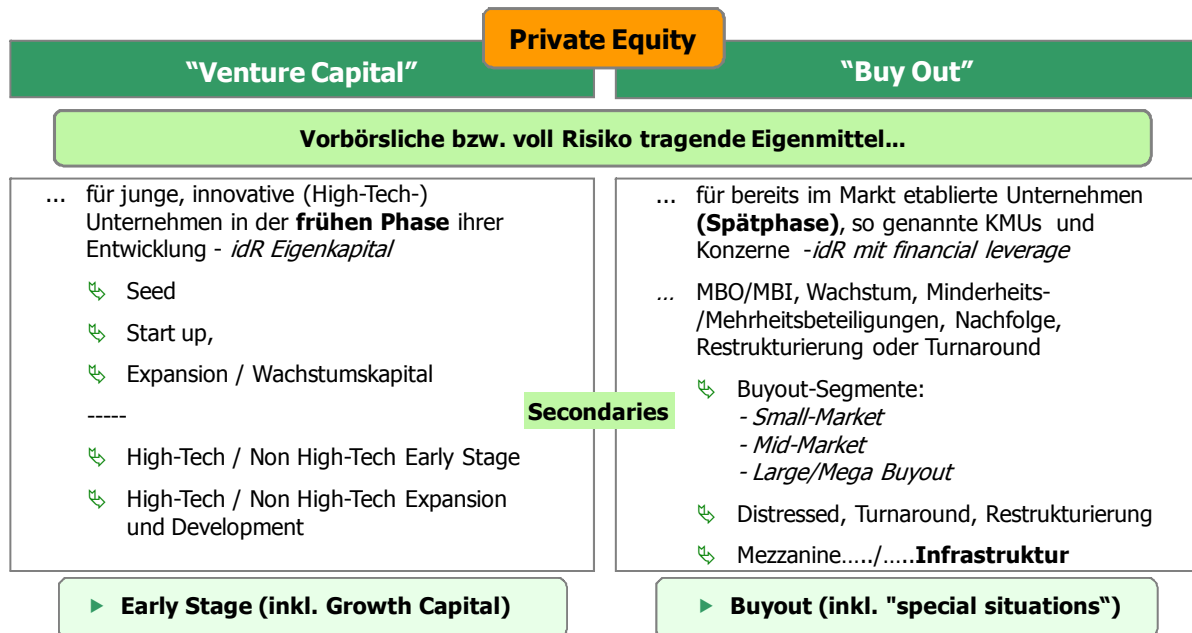 Private Equity
“Venture Capital”
“Buy Out”
Vorbörsliche bzw. voll Risiko tragende Eigenmittel...
... für junge, innovative (High-Tech-)
Unternehmen in der frühen Phase ihrer
Entwicklung - idR Eigenkapital
Seed
Start up,
Expansion / Wachstumskapital
-----
High-Tech / Non High-Tech Early Stage
High-Tech / Non High-Tech Expansion
und Development
Secondaries
... für bereits im Markt etablierte Unternehmen
(Spätphase), so genannte KMUs und
Konzerne -idR mit financial leverage
... MBO/MBI, Wachstum, Minderheits-
/Mehrheitsbeteiligungen, Nachfolge,
Restrukturierung oder Turnaround
Buyout-Segmente:
- Small-Market
- Mid-Market
- Large/Mega Buyout
Distressed, Turnaround, Restrukturierung
Mezzanine...../.....Infrastruktur
Early Stage (inkl. Growth Capital)
Buyout (inkl. "special situations“)